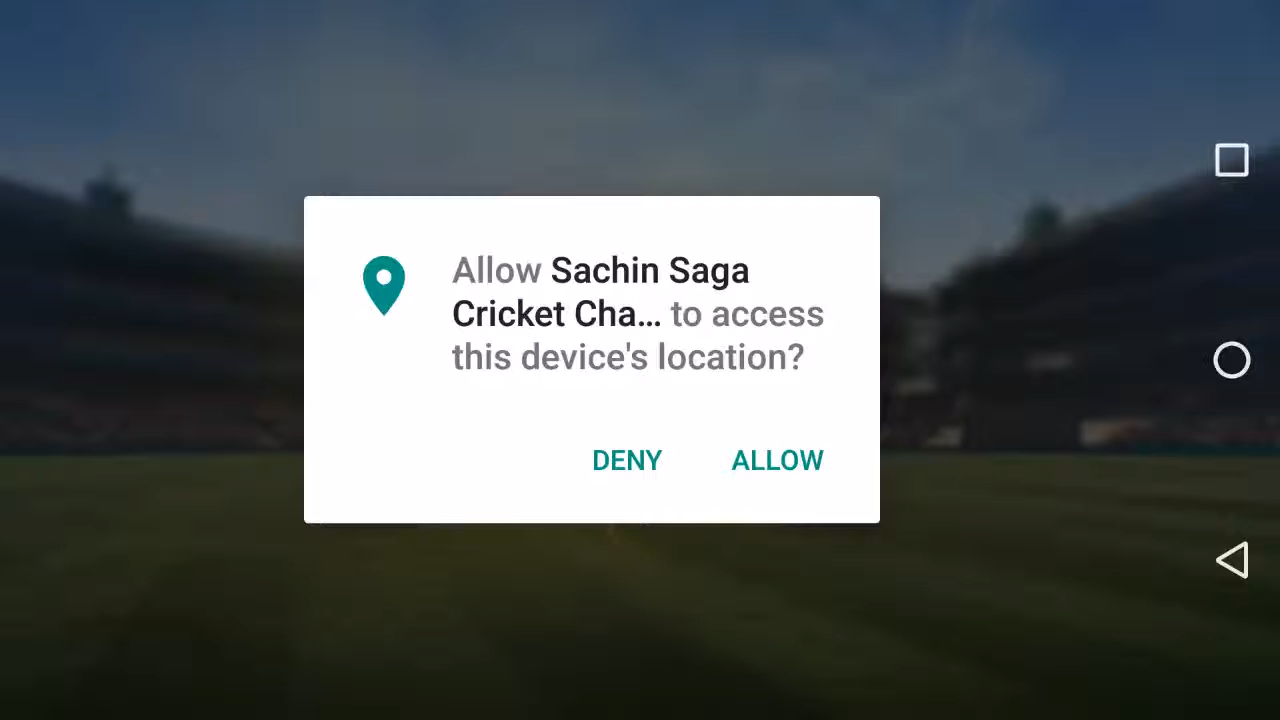 Allow Sachin Saga
Cricket Cha... to access
this device's location?
DENY ALLOW